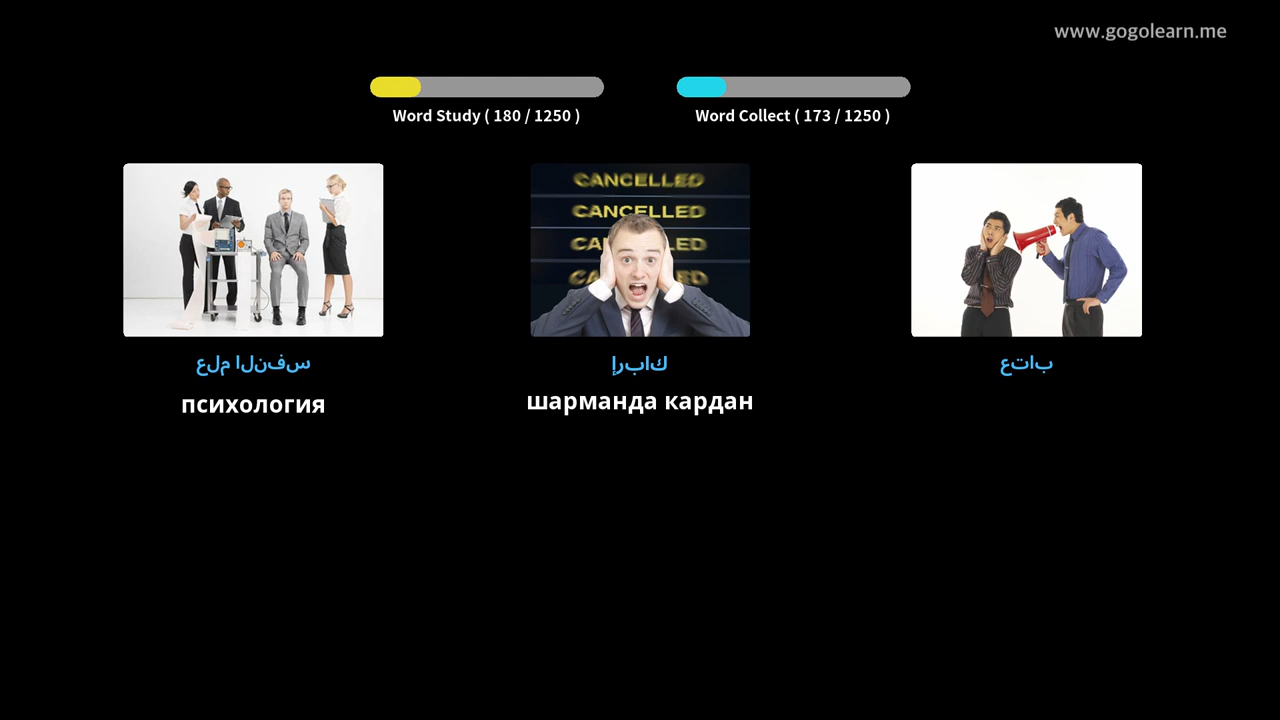 www.gogolearn.me
Word Study ( 180 / 1250 )
Word Collect ( 173 / 1250 )
CANCELLED
CANCELLED
علم النفس
إرباك
عتاب
психология
шарманда кардан